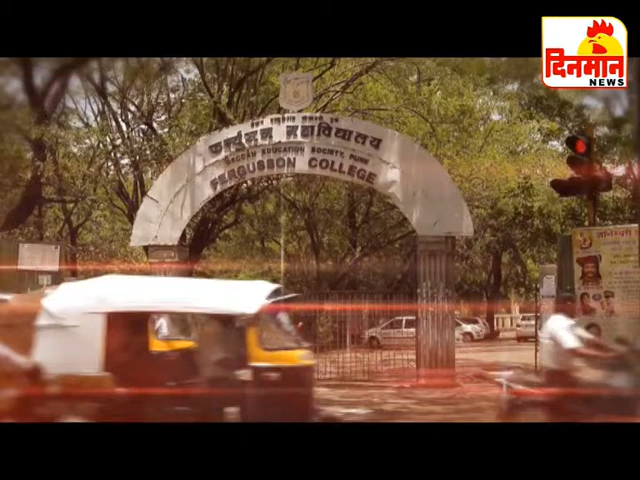 दिनमान
NEWS
फर्ग्युसन महाविद्यालय
DECCAN EDUCATION SOCIETY, PUNE
FERGUSSON COLLEGE